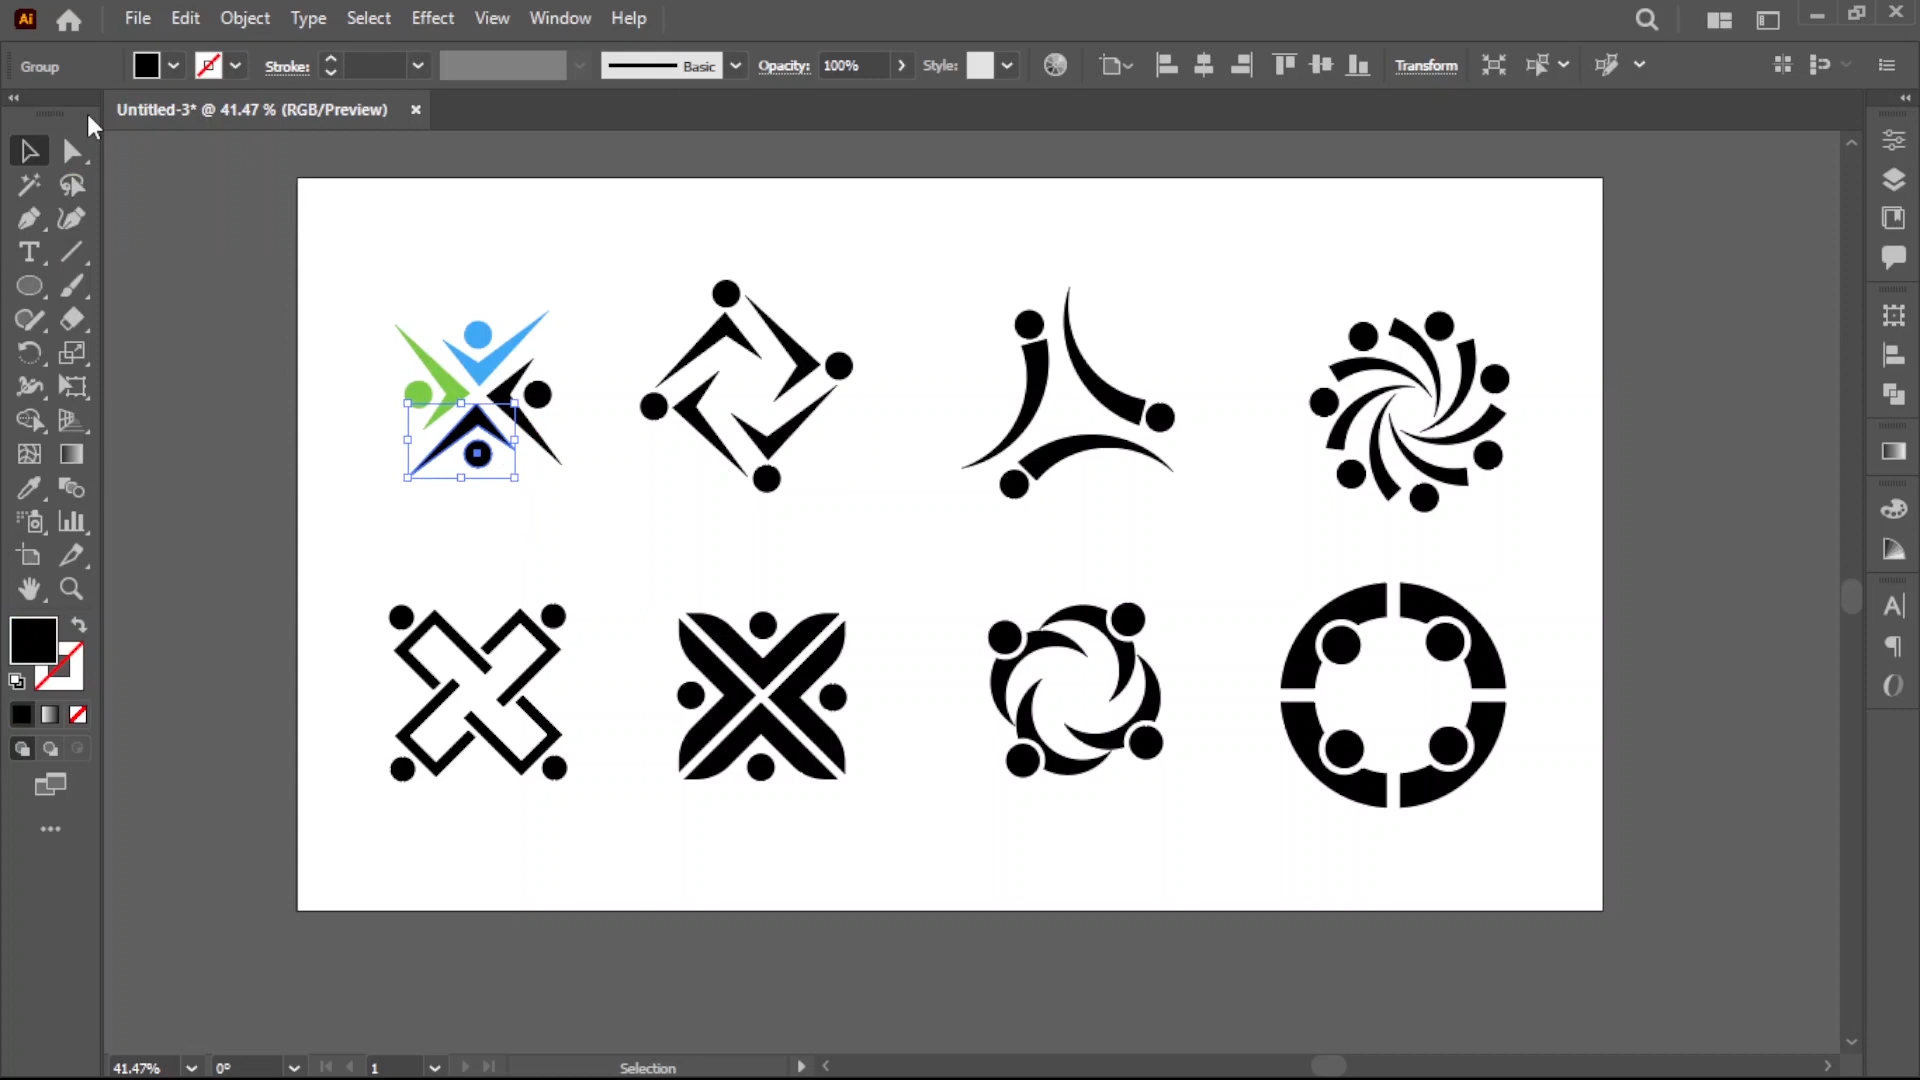 Ai File Edit Object Type Select Effect View Window Help
Group Stroke: Basic Opacity: 100% Style: Transform
Untitled-3* @ 41.47 % (RGB/Preview)
41.47% 0° 1 Selection